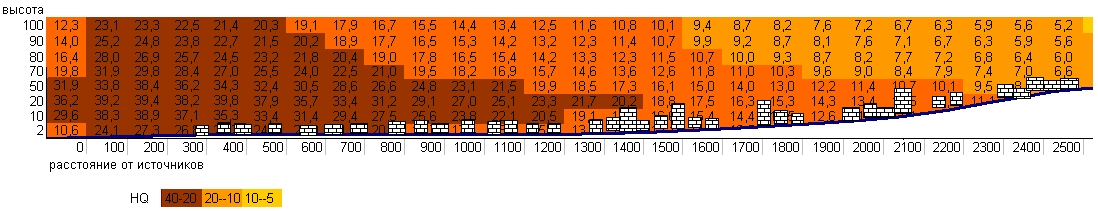 высота
100 12,3 23,1 23,3 22,5 21,4 20,3 19,1 17,9 16,7 15,5 14,4 13,4 12,5 11,6 10,8 10,1 9,4 8,7 8,2 7,6 7,2 6,7 6,3 5,9 5,6 5,2
90 14,0 25,2 24,8 23,8 22,7 21,5 20,2 18,9 17,7 16,5 15,3 14,2 13,2 12,3 11,4 10,7 9,9 9,2 8,7 8,1 7,6 7,1 6,7 6,3 5,9 5,6
80 16,4 28,0 26,9 25,7 24,5 23,2 21,8 20,4 19,0 17,8 16,5 15,4 14,2 13,3 12,3 11,5 10,7 10,0 9,3 8,7 8,2 7,7 7,2 6,8 6,4 6,0
70 19,8 31,9 29,8 28,4 27,0 25,5 24,0 22,5 21,0 19,5 18,2 16,9 15,7 14,6 13,6 12,6 11,8 11,0 10,3 9,6 9,0 8,4 7,9 7,4 7,0 6,6
50 31,9 33,8 38,4 36,2 34,2 32,5 30,5 28,6 26,6 24,8 23,1 21,5 19,9 18,5 17,3 16,1 15,0 14,0 13,0 12,2 11,4 10,1 9,5
20 36,2 39,2 39,4 38,2 39,8 37,9 35,7 33,4 31,2 29,1 27,0 25,1 23,3 21,7 20,2 18,8 17,5 16,3 15,3 14,3 13,4
10 29,6 38,3 38,9 37,1 35,3 33,4 31,4 29,4 27,5 25,6 23,8 22,1 20,5 19,1 15,4 14,4 12,6
2 10,6 24,1
0 100 200 300 400 500 600 700 800 900 1000 1100 1200 1300 1400 1500 1600 1700 1800 1900 2000 2100 2200 2300 2400 2500
расстояние от источников
HQ 40-20 20--10 10--5